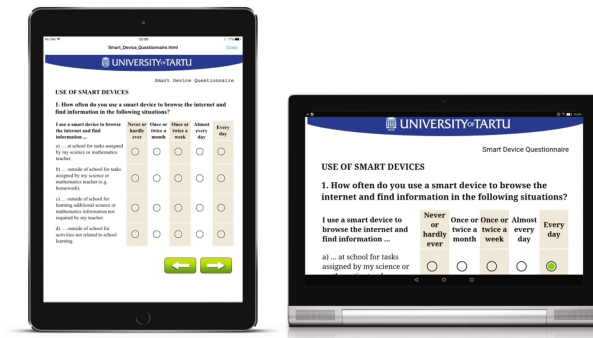 No SIM
22:08
77%
Smart_Device_Questionnaire.html
Close
UNIVERSITY OF TARTU
Smart Device Questionnaire
USE OF SMART DEVICES
1. How often do you use a smart device to browse the internet and
find information in the following situations?
I use a smart device to browse
the internet and find
information ...
Never or
hardly
ever
Once or
twice a
month
Once or
twice a
week
Almost
every
day
Every
day
a) ... at school for tasks assigned
by my science or mathematics
teacher.
b) ... outside of school for tasks
assigned by my science or
mathematics teacher (e.g.
homework).
c) ... outside of school for
learning additional science or
mathematics information not
required by my teacher.
d) ... outside of school for
activities not related to school
learning.
UNIVERSITY OF TARTU
Smart Device Questionnaire
USE OF SMART DEVICES
1. How often do you use a smart device to browse the
internet and find information in the following situations?
I use a smart device to
browse the internet and
find information ...
Never
or
hardly
ever
Once or
twice a
month
Once or
twice a
week
Almost
every
day
Every
day
a) ... at school for tasks
assigned by my science or